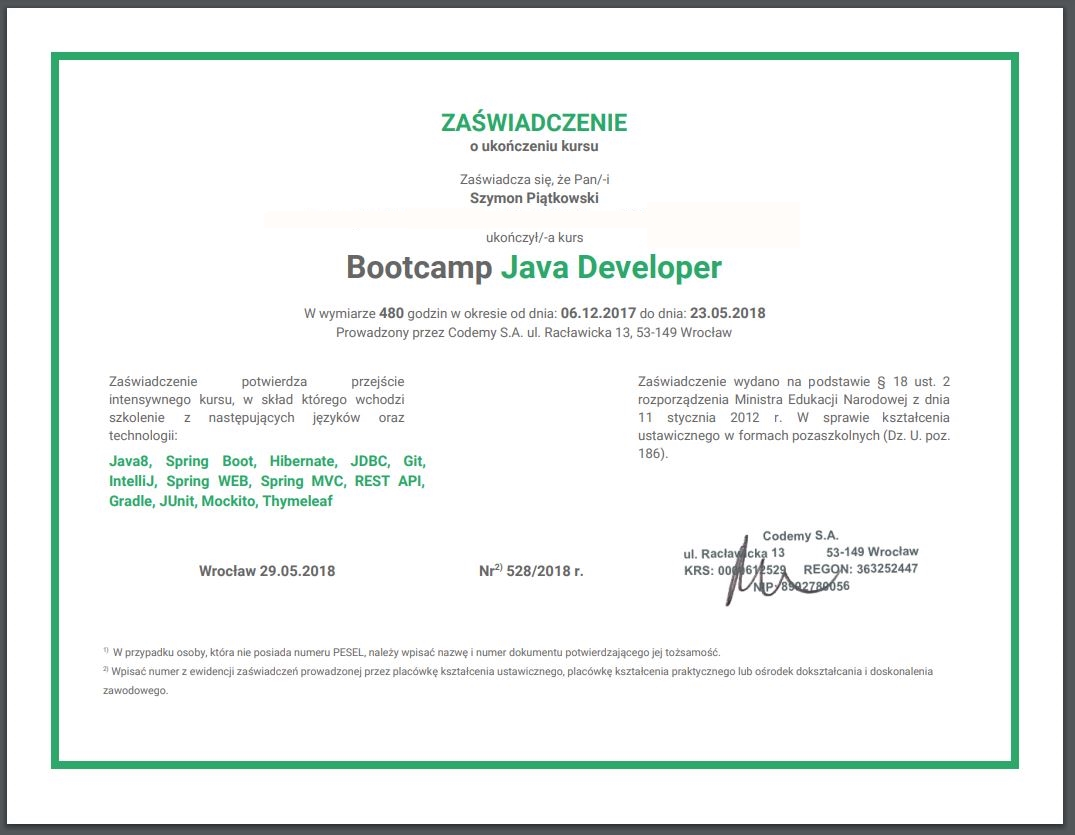 ZAŚWIADCZENIE
o ukończeniu kursu
Zaświadcza się, że Pan/-i
Szymon Piątkowski
ukończył/-a kurs
Bootcamp Java Developer
W wymiarze 480 godzin w okresie od dnia: 06.12.2017 do dnia: 23.05.2018
Prowadzony przez Codemy S.A. ul. Racławicka 13, 53-149 Wrocław
Zaświadczenie potwierdza przejście
intensywnego kursu, w skład którego wchodzi
szkolenie z następujących języków oraz
technologii:
Java8, Spring Boot, Hibernate, JDBC, Git,
IntelliJ, Spring WEB, Spring MVC, REST API,
Gradle, JUnit, Mockito, Thymeleaf
Zaświadczenie wydano na podstawie § 18 ust. 2
rozporządzenia Ministra Edukacji Narodowej z dnia
11 stycznia 2012 r. W sprawie kształcenia
ustawicznego w formach pozaszkolnych (Dz. U. poz.
186).
Wrocław 29.05.2018
Nr2) 528/2018 r.
Codemy S.A.
ul. Racławicka 13 53-149 Wrocław
KRS: 0000612529 REGON: 363252447
NIP: 8992780056
1) W przypadku osoby, która nie posiada numeru PESEL, należy wpisać nazwę i numer dokumentu potwierdzającego jej tożsamość.
2) Wpisać numer z ewidencji zaświadczeń prowadzonej przez placówkę kształcenia ustawicznego, placówkę kształcenia praktycznego lub ośrodek dokształcania i doskonalenia
zawodowego.